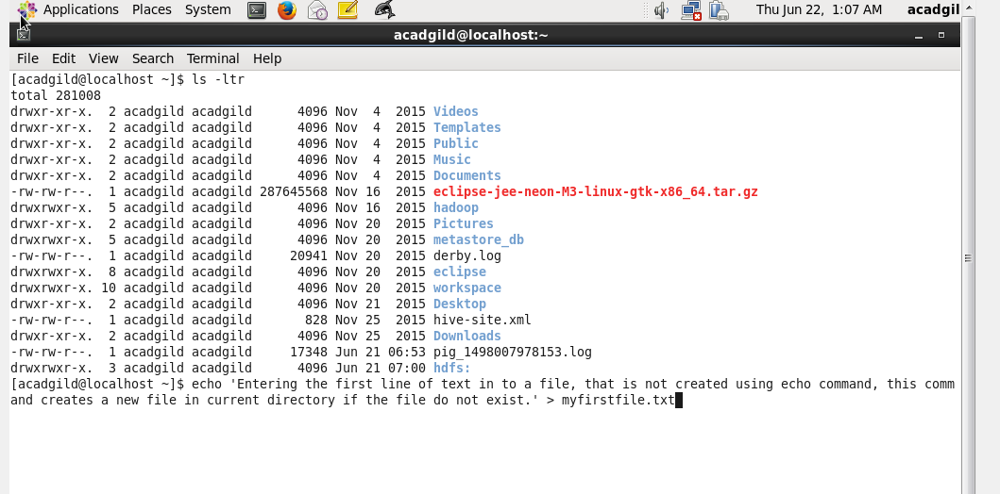 Applications Places System Thu Jun 22, 1:07 AM acadgil
acadgild@localhost:~
File Edit View Search Terminal Help
[acadgild@localhost ~]$ ls -ltr
total 281008
drwxr-xr-x.  2 acadgild acadgild      4096 Nov  4  2015 Videos
drwxr-xr-x.  2 acadgild acadgild      4096 Nov  4  2015 Templates
drwxr-xr-x.  2 acadgild acadgild      4096 Nov  4  2015 Public
drwxr-xr-x.  2 acadgild acadgild      4096 Nov  4  2015 Music
drwxr-xr-x.  2 acadgild acadgild      4096 Nov  4  2015 Documents
-rw-rw-r--.  1 acadgild acadgild 287645568 Nov 16  2015 eclipse-jee-neon-M3-linux-gtk-x86_64.tar.gz
drwxrwxr-x.  5 acadgild acadgild      4096 Nov 16  2015 hadoop
drwxr-xr-x.  2 acadgild acadgild      4096 Nov 20  2015 Pictures
drwxrwxr-x.  5 acadgild acadgild      4096 Nov 20  2015 metastore_db
-rw-rw-r--.  1 acadgild acadgild     20941 Nov 20  2015 derby.log
drwxrwxr-x.  8 acadgild acadgild      4096 Nov 20  2015 eclipse
drwxrwxr-x. 10 acadgild acadgild      4096 Nov 20  2015 workspace
drwxr-xr-x.  2 acadgild acadgild      4096 Nov 21  2015 Desktop
-rw-rw-r--.  1 acadgild acadgild       828 Nov 25  2015 hive-site.xml
drwxr-xr-x.  2 acadgild acadgild      4096 Nov 25  2015 Downloads
-rw-rw-r--.  1 acadgild acadgild     17348 Jun 21 06:53 pig_1498007978153.log
drwxrwxr-x.  3 acadgild acadgild      4096 Jun 21 07:00 hdfs:
[acadgild@localhost ~]$ echo 'Entering the first line of text in to a file, that is not created using echo command, this comm
and creates a new file in current directory if the file do not exist.' > myfirstfile.txt